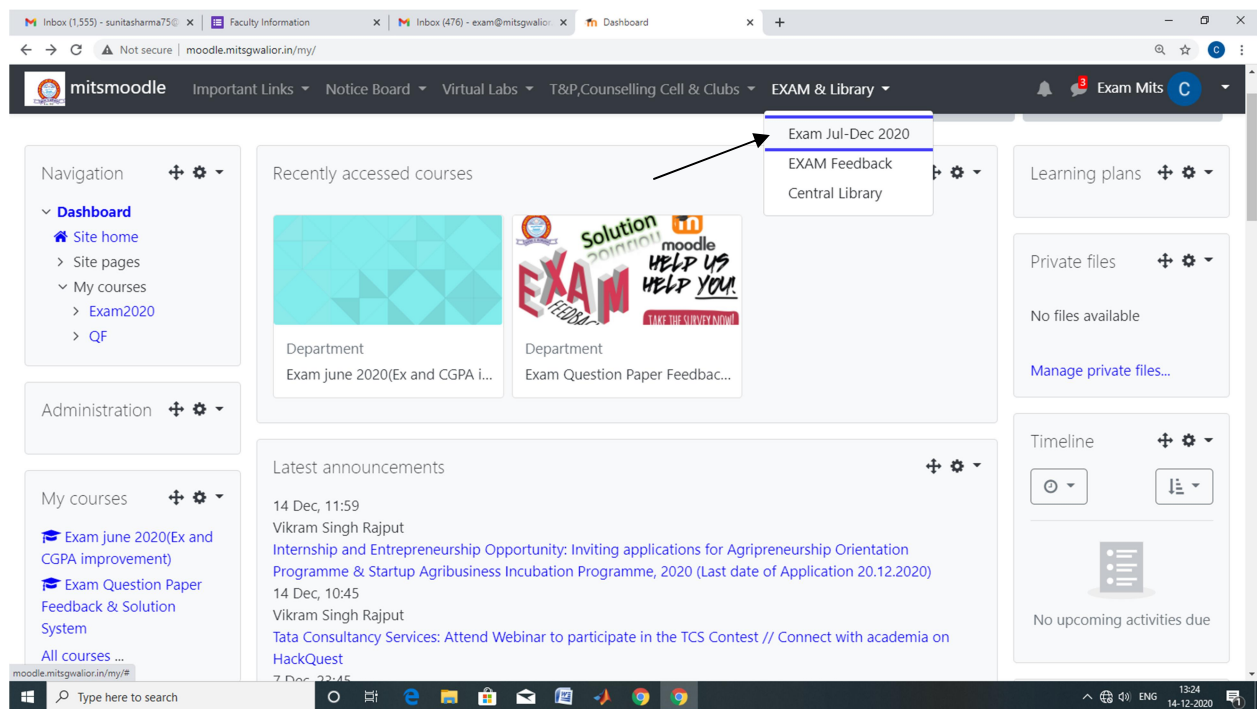 Inbox (1,555) - sunitasharma75@
Faculty Information
Inbox (476) - exam@mitsgwalior
Dashboard
Not secure | moodle.mitsgwalior.in/my/
mitsmoodle
Important Links
Notice Board
Virtual Labs
T&P,Counselling Cell & Clubs
EXAM & Library
3
Exam Mits
C
Exam Jul-Dec 2020
EXAM Feedback
Central Library
Navigation
Dashboard
Site home
Site pages
My courses
Exam2020
QF
Administration
My courses
Exam june 2020(Ex and
CGPA improvement)
Exam Question Paper
Feedback & Solution
System
All courses ...
Recently accessed courses
Department
Exam june 2020(Ex and CGPA i...
Solution
moodle
EXAM
FEEDBACK
HELP US
HELP YOU!
TAKE THE SURVEY NOW!
Department
Exam Question Paper Feedbac...
Latest announcements
14 Dec, 11:59
Vikram Singh Rajput
Internship and Entrepreneurship Opportunity: Inviting applications for Agripreneurship Orientation
Programme & Startup Agribusiness Incubation Programme, 2020 (Last date of Application 20.12.2020)
14 Dec, 10:45
Vikram Singh Rajput
Tata Consultancy Services: Attend Webinar to participate in the TCS Contest // Connect with academia on
HackQuest
7 Dec, 23:45
Learning plans
Private files
No files available
Manage private files...
Timeline
No upcoming activities due
moodle.mitsgwalior.in/my/#
Type here to search
ENG
13:24
14-12-2020